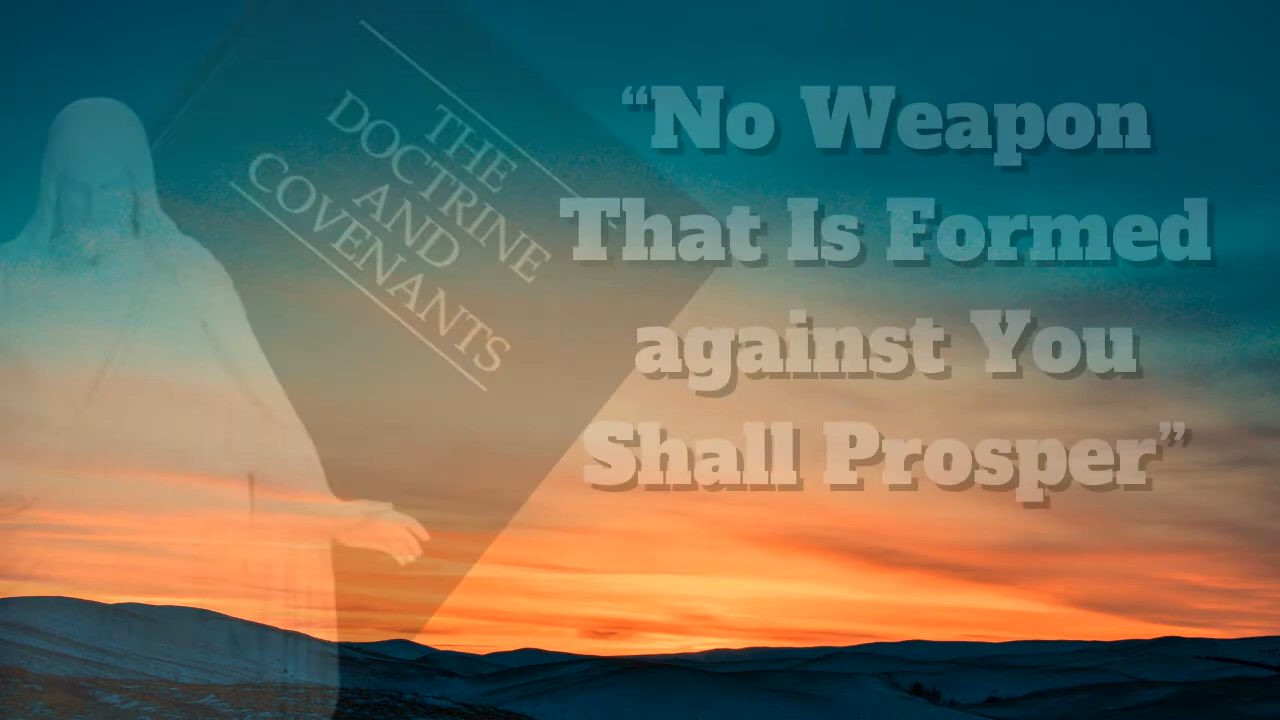 THE
DOCTRINE
AND
COVENANTS
“No Weapon
That Is Formed
against You
Shall Prosper”